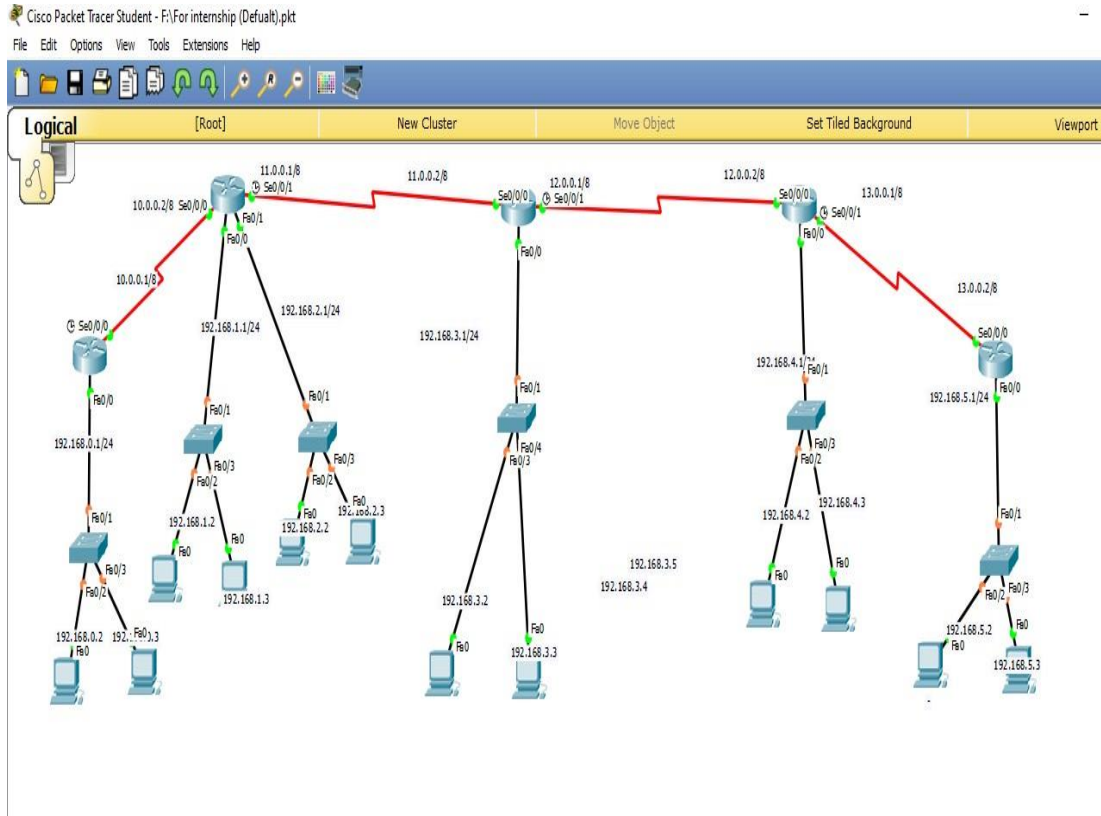 Cisco Packet Tracer Student - F:\For internship (Defualt).pkt
File Edit Options View Tools Extensions Help
Logical [Root] New Cluster Move Object Set Tiled Background Viewport
11.0.0.1/8
11.0.0.2/8
12.0.0.1/8
12.0.0.2/8
13.0.0.1/8
10.0.0.2/8 Se0/0/0
Se0/0/1
Fa0/1
Fa0/0
Se0/0/0
Se0/0/1
Fa0/0
Se0/0/0
Se0/0/1
Fa0/0
10.0.0.1/8
13.0.0.2/8
192.168.2.1/24
192.168.1.1/24
192.168.3.1/24
Se0/0/0
Se0/0/0
Fa0/0
192.168.4.1/24
Fa0/1
Fa0/0
192.168.5.1/24
Fa0/1
Fa0/1
Fa0/1
192.168.0.1/24
Fa0/3
Fa0/2
Fa0/3
Fa0/2
Fa0/4
Fa0/3
Fa0/3
Fa0/2
Fa0/1
Fa0/1
192.168.1.2
Fa0
192.168.2.2
Fa0
192.168.2.3
192.168.4.3
192.168.4.2
Fa0/3
Fa0/2
Fa0
Fa0
192.168.1.3
192.168.3.5
192.168.3.4
Fa0
Fa0
Fa0/3
Fa0/2
192.168.3.2
192.168.0.2
Fa0
Fa0
Fa0
Fa0
192.168.3.3
192.168.5.2
Fa0
Fa0
192.168.5.3